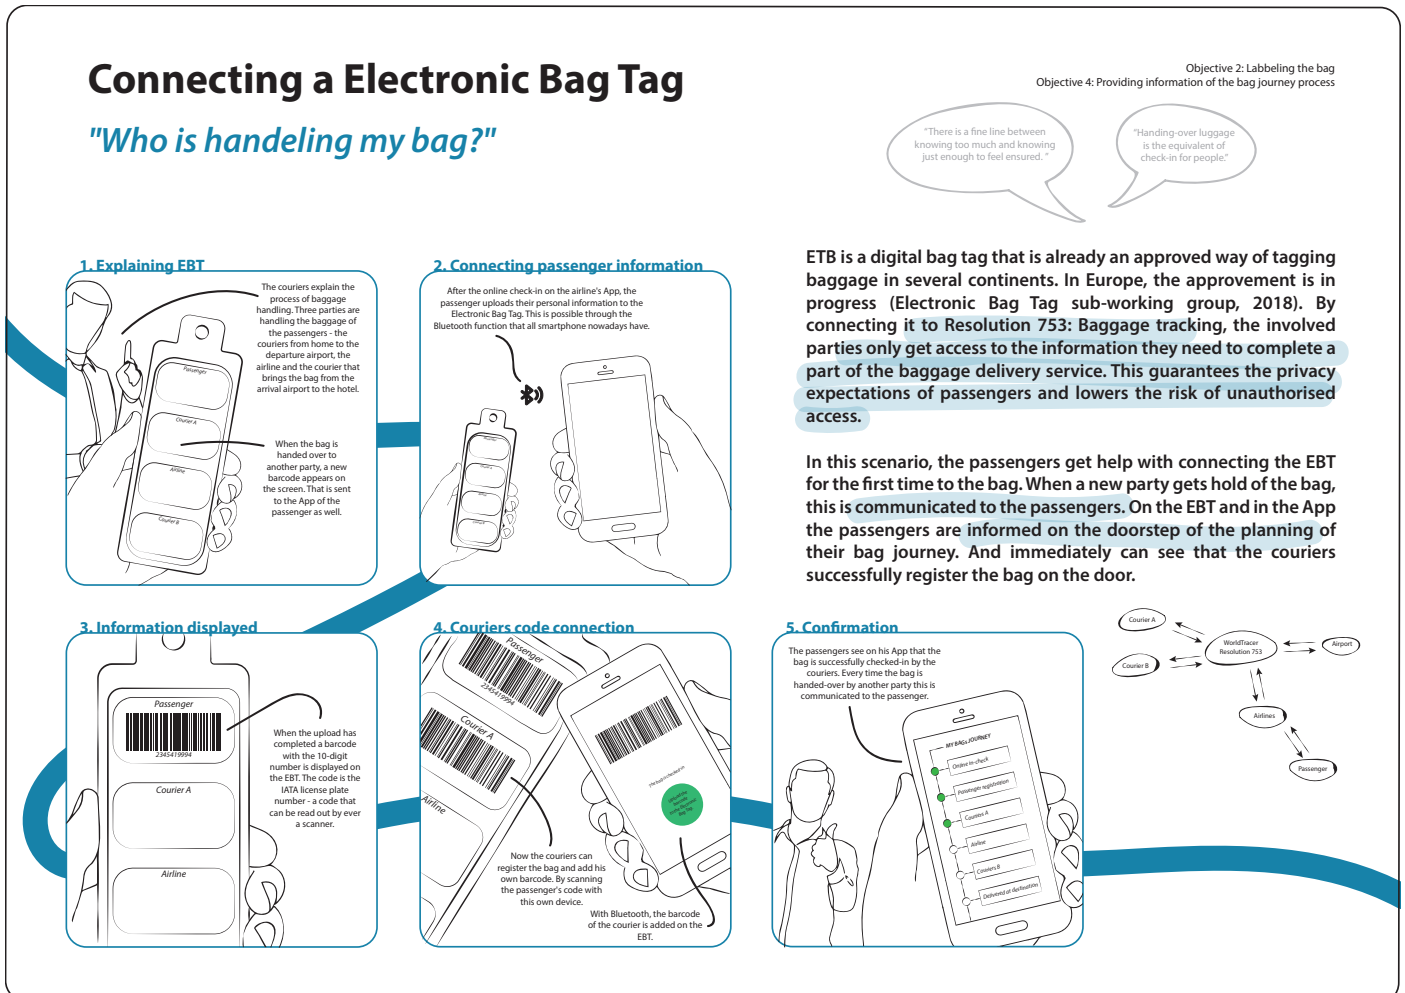 Connecting a Electronic Bag Tag
"Who is handeling my bag?"
Objective 2: Labbeling the bag
Objective 4: Providing information of the bag journey process
"There is a fine line between
knowing too much and knowing
just enough to feel ensured. "
"Handing-over luggage
is the equivalent of
check-in for people."
ETB is a digital bag tag that is already an approved way of tagging
baggage in several continents. In Europe, the approvement is in
progress (Electronic Bag Tag sub-working group, 2018). By
connecting it to Resolution 753: Baggage tracking, the involved
parties only get access to the information they need to complete a
part of the baggage delivery service. This guarantees the privacy
expectations of passengers and lowers the risk of unauthorised
access.
In this scenario, the passengers get help with connecting the EBT
for the first time to the bag. When a new party gets hold of the bag,
this is communicated to the passengers. On the EBT and in the App
the passengers are informed on the doorstep of the planning of
their bag journey. And immediately can see that the couriers
successfully register the bag on the door.
1. Explaining EBT
The couriers explain the
process of baggage
handling. Three parties are
handling the baggage of
the passengers - the
couriers from home to the
departure airport, the
airline and the courier that
brings the bag from the
arrival airport to the hotel.
When the bag is
handed over to
another party, a new
barcode appears on
the screen. That is sent
to the App of the
passenger as well.
Passenger
Courier A
Airline
Courier B
2. Connecting passenger information
After the online check-in on the airline's App, the
passenger uploads their personal information to the
Electronic Bag Tag. This is possible through the
Bluetooth function that all smartphone nowadays have.
3. Information displayed
Passenger
2345419994
Courier A
Airline
When the upload has
completed a barcode
with the 10-digit
number is displayed on
the EBT. The code is the
IATA license plate
number - a code that
can be read out by ever
a scanner.
4. Couriers code connection
Passenger
2345419994
Courier A
Airline
Now the couriers can
register the bag and add his
own barcode. By scanning
the passenger's code with
this own device.
With Bluetooth, the barcode
of the courier is added on the
EBT.
5. Confirmation
The passengers see on his App that the
bag is successfully checked-in by the
couriers. Every time the bag is
handed-over by another party this is
communicated to the passenger.
MY BAGs JOURNEY
Online in-check
Passenger registration
Couriers A
Airline
Couriers B
Delivered at destination
Courier A
Courier B
WorldTracer
Resolution 753
Airport
Airlines
Passenger